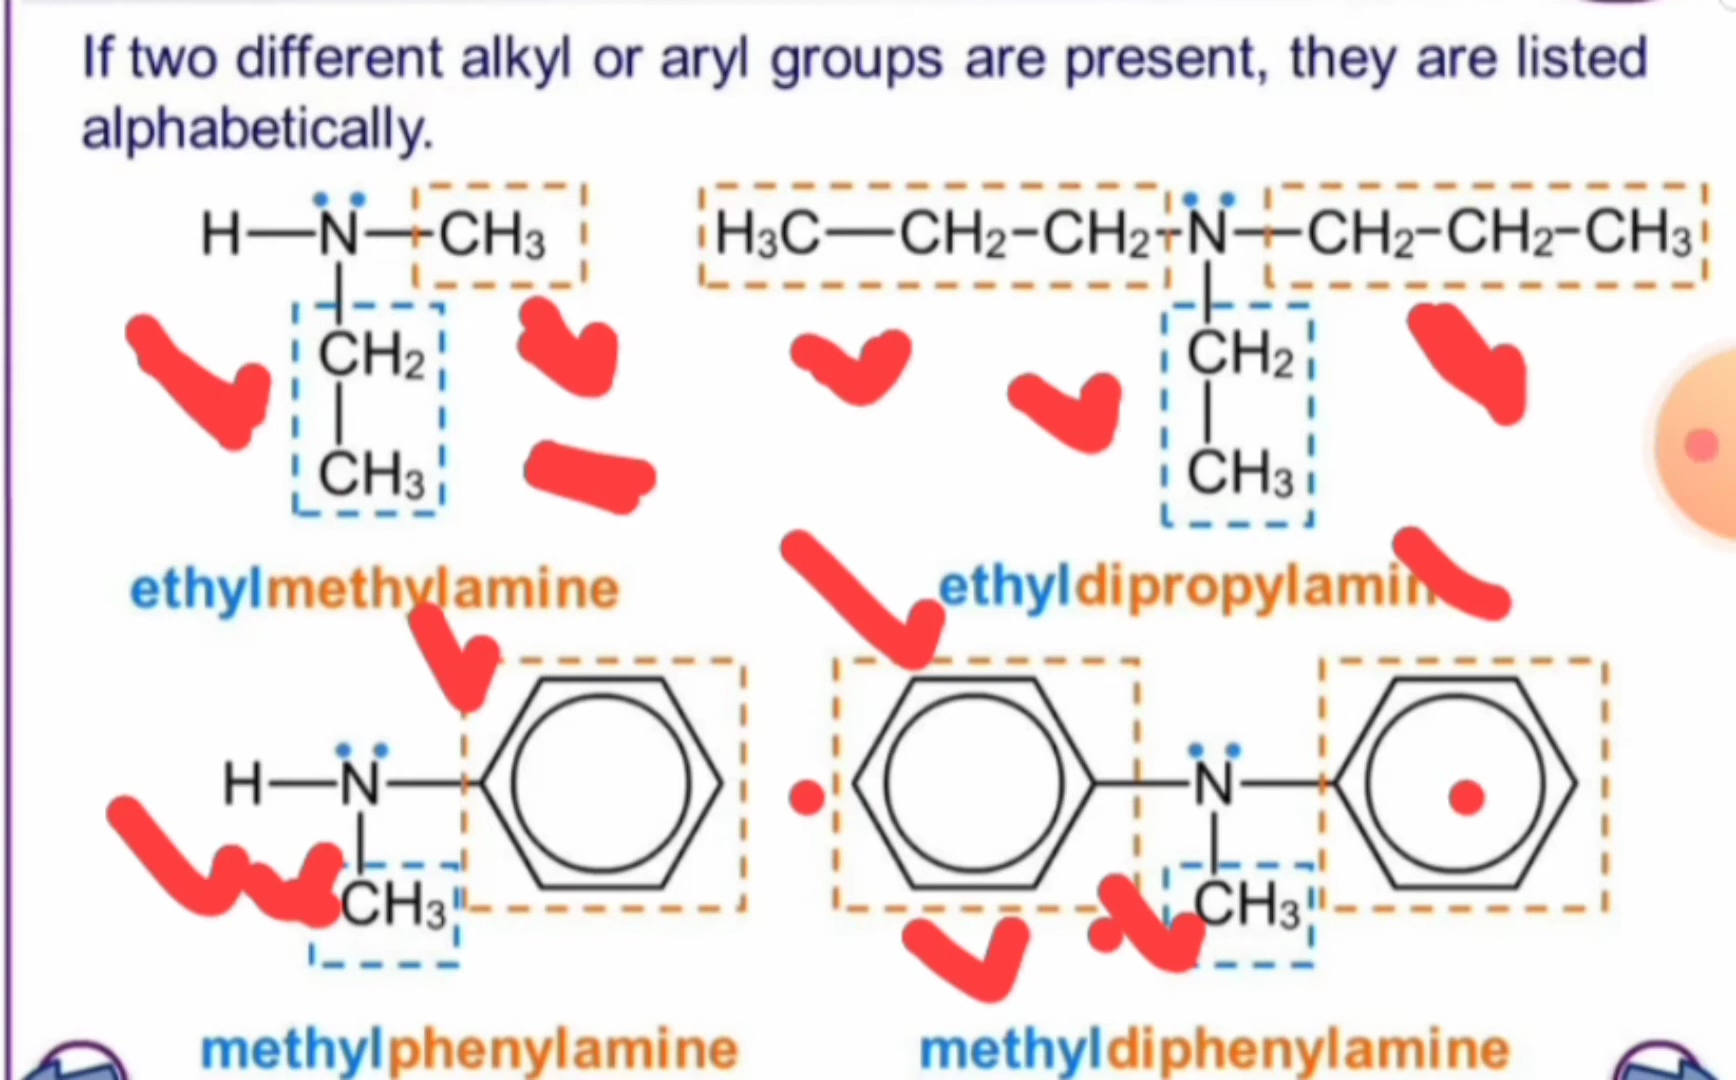 If two different alkyl or aryl groups are present, they are listed
alphabetically.
H—N̈—CH₃
H₃C—CH₂–CH₂–N̈—CH₂–CH₂–CH₃
CH₂
CH₂
CH₃
CH₃
ethylmethylamine
ethyldipropylamin
H—N̈—
—N̈—
CH₃
CH₃
methylphenylamine
methyldiphenylamine